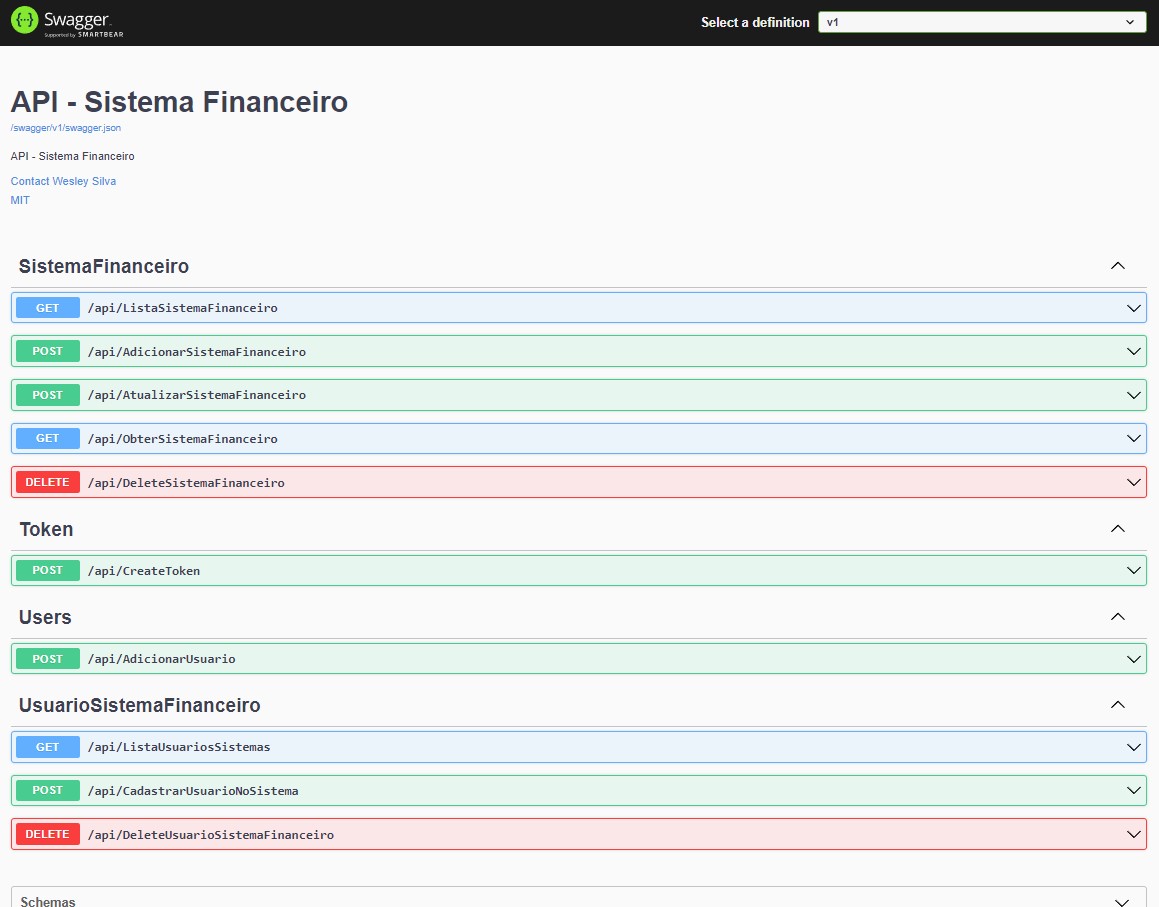 Swagger
Supported by SMARTBEAR
Select a definition
v1
API - Sistema Financeiro
/swagger/v1/swagger.json
API - Sistema Financeiro
Contact Wesley Silva
MIT
SistemaFinanceiro
GET /api/ListaSistemaFinanceiro
POST /api/AdicionarSistemaFinanceiro
POST /api/AtualizarSistemaFinanceiro
GET /api/ObterSistemaFinanceiro
DELETE /api/DeleteSistemaFinanceiro
Token
POST /api/CreateToken
Users
POST /api/AdicionarUsuario
UsuarioSistemaFinanceiro
GET /api/ListaUsuariosSistemas
POST /api/CadastrarUsuarioNoSistema
DELETE /api/DeleteUsuarioSistemaFinanceiro
Schemas